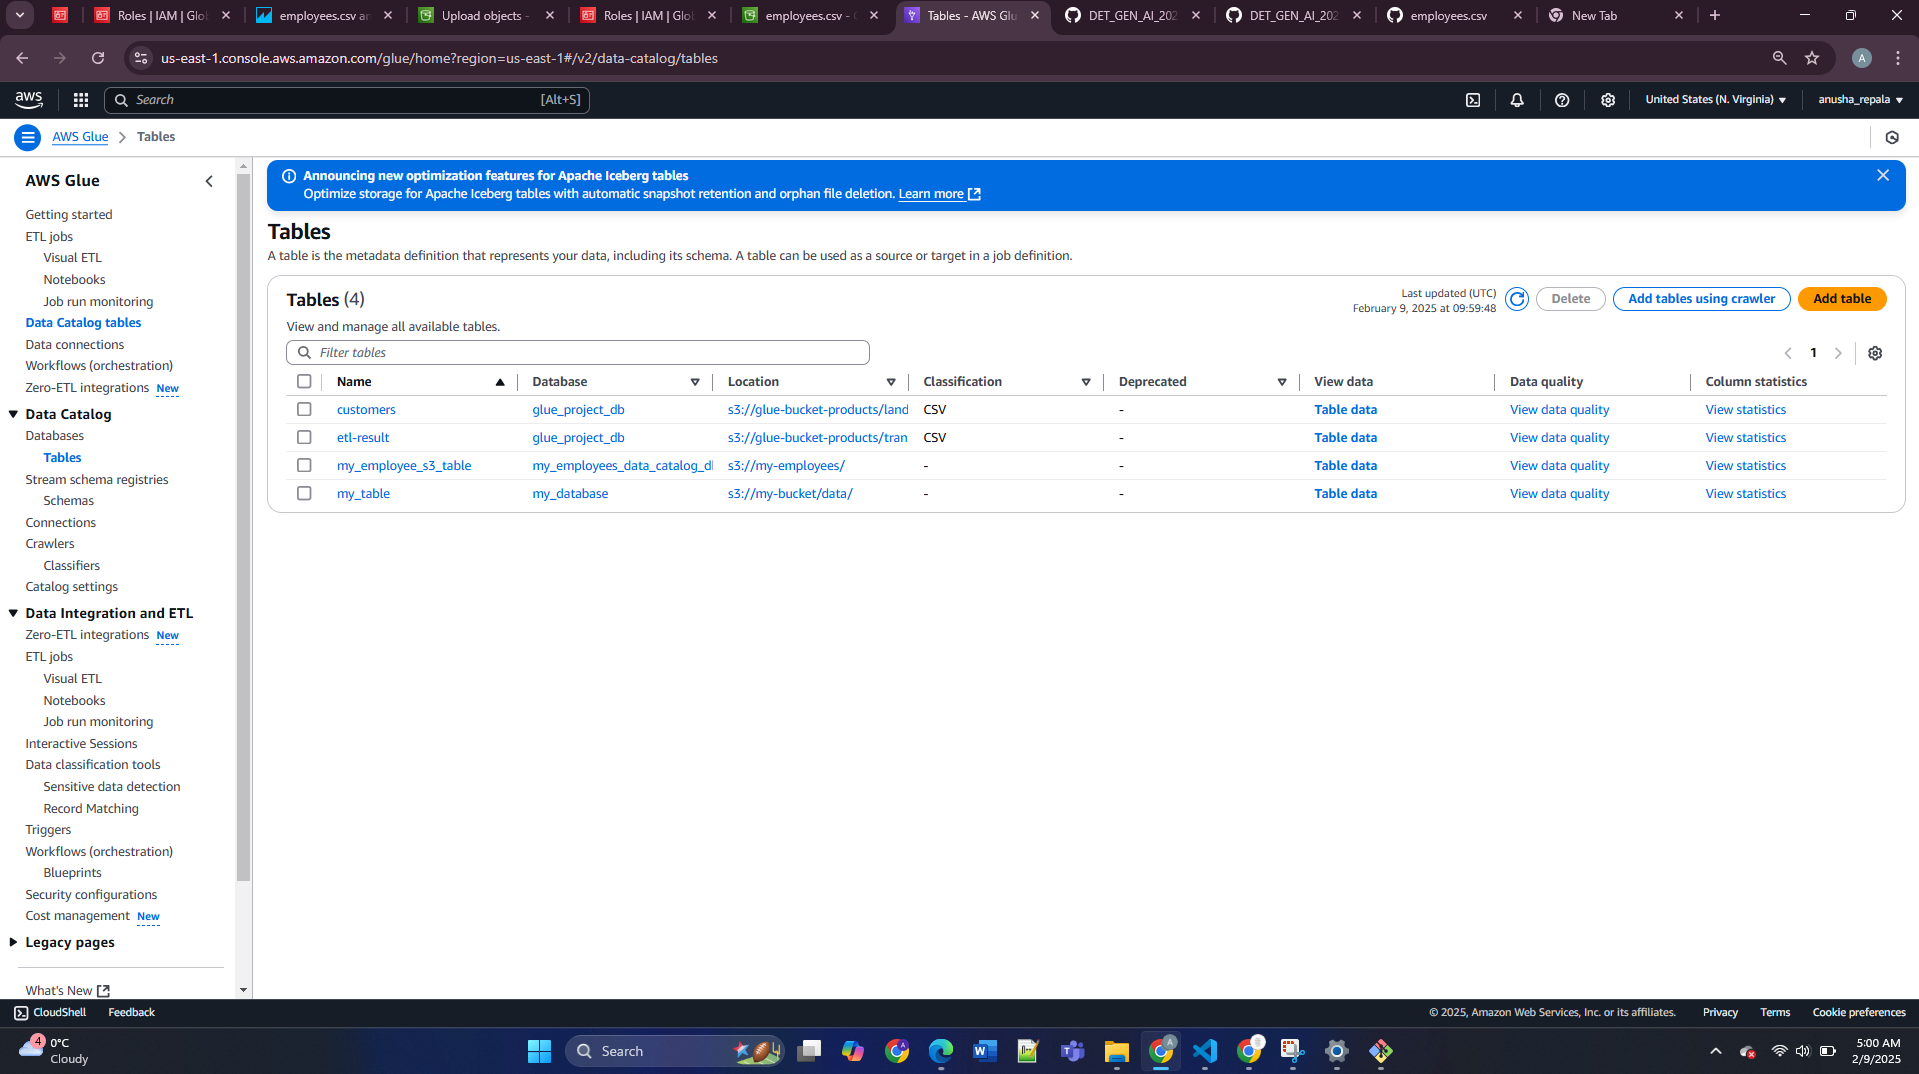 Roles | IAM | Glo
employees.csv an
Upload objects -
Roles | IAM | Glo
employees.csv -
Tables - AWS Glu
DET_GEN_AI_202
DET_GEN_AI_202
employees.csv
New Tab
us-east-1.console.aws.amazon.com/glue/home?region=us-east-1#/v2/data-catalog/tables
A
aws
Search
[Alt+S]
United States (N. Virginia)
anusha_repala
AWS Glue
Tables
AWS Glue
Getting started
ETL jobs
Visual ETL
Notebooks
Job run monitoring
Data Catalog tables
Data connections
Workflows (orchestration)
Zero-ETL integrations New
Data Catalog
Databases
Tables
Stream schema registries
Schemas
Connections
Crawlers
Classifiers
Catalog settings
Data Integration and ETL
Zero-ETL integrations New
ETL jobs
Visual ETL
Notebooks
Job run monitoring
Interactive Sessions
Data classification tools
Sensitive data detection
Record Matching
Triggers
Workflows (orchestration)
Blueprints
Security configurations
Cost management New
Legacy pages
What's New
Announcing new optimization features for Apache Iceberg tables
Optimize storage for Apache Iceberg tables with automatic snapshot retention and orphan file deletion. Learn more
Tables
A table is the metadata definition that represents your data, including its schema. A table can be used as a source or target in a job definition.
Tables (4)
Last updated (UTC)
February 9, 2025 at 09:59:48
Delete
Add tables using crawler
Add table
View and manage all available tables.
Filter tables
1
Name Database Location Classification Deprecated View data Data quality Column statistics
customers glue_project_db s3://glue-bucket-products/land CSV - Table data View data quality View statistics
etl-result glue_project_db s3://glue-bucket-products/tran CSV - Table data View data quality View statistics
my_employee_s3_table my_employees_data_catalog_d s3://my-employees/ - - Table data View data quality View statistics
my_table my_database s3://my-bucket/data/ - - Table data View data quality View statistics
CloudShell
Feedback
© 2025, Amazon Web Services, Inc. or its affiliates.
Privacy
Terms
Cookie preferences
4
0°C
Cloudy
Search
5:00 AM
2/9/2025